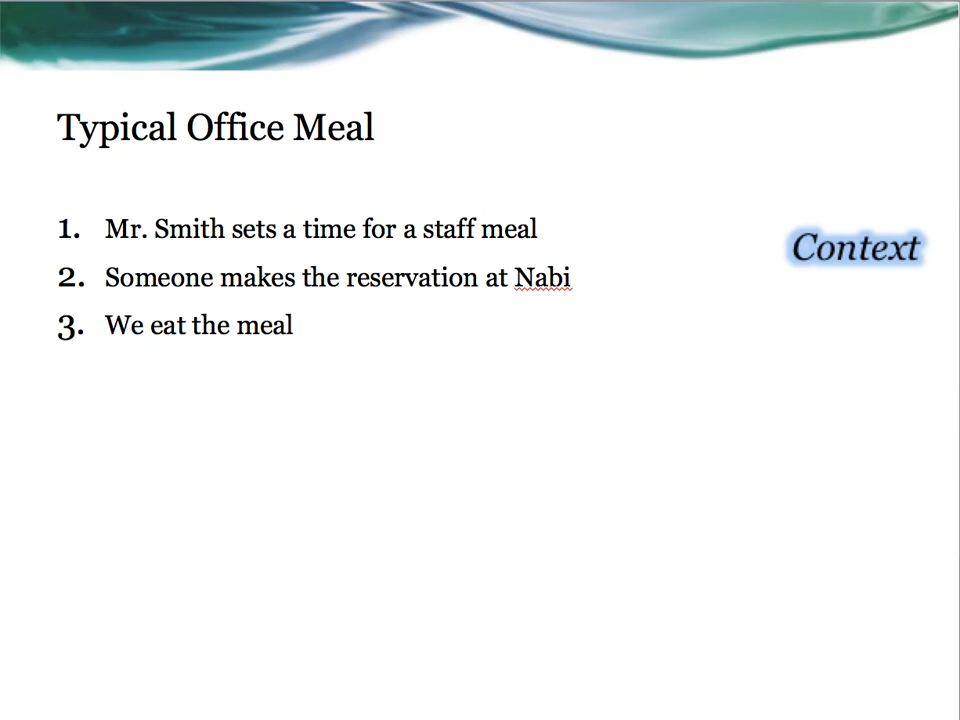 Typical Office Meal
1. Mr. Smith sets a time for a staff meal
Context
2. Someone makes the reservation at Nabi
3. We eat the meal